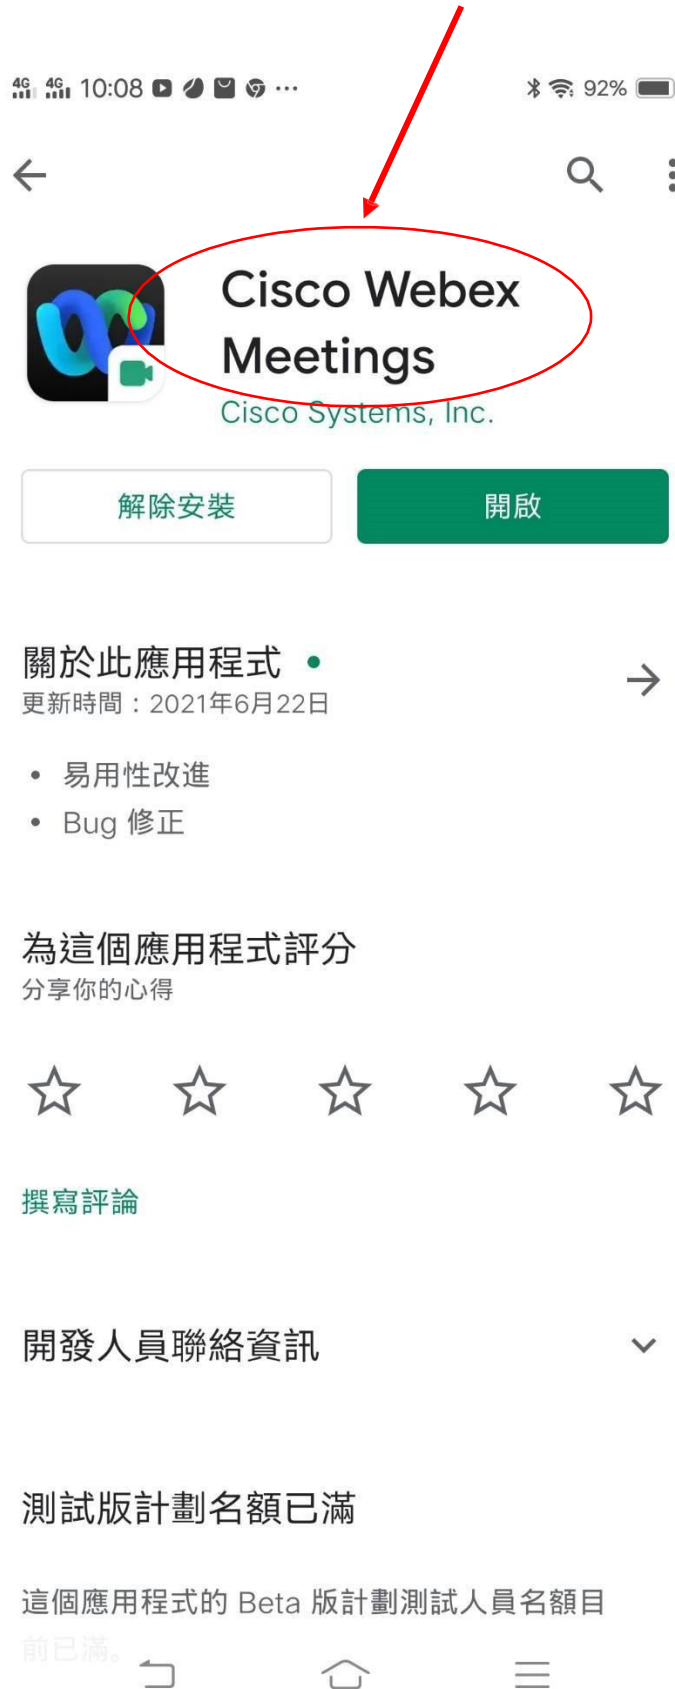 4G 4G 10:08 ... 92%
Cisco Webex
Meetings
Cisco Systems, Inc.
解除安裝 開啟
關於此應用程式 •
更新時間：2021年6月22日
• 易用性改進
• Bug 修正
為這個應用程式評分
分享你的心得
撰寫評論
開發人員聯絡資訊
測試版計劃名額已滿
這個應用程式的 Beta 版計劃測試人員名額目
前已滿。